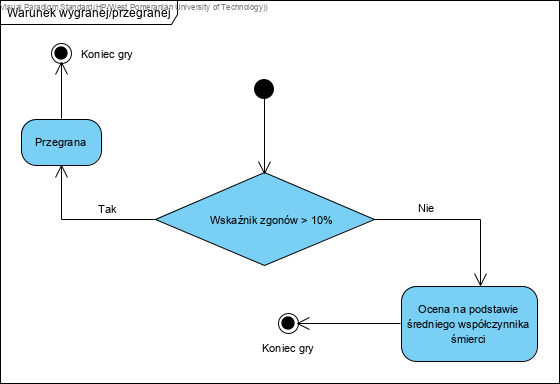 Visual Paradigm Standard(HP(West Pomeranian University of Technology))
Warunek wygranej/przegranej
Koniec gry
Przegrana
Tak
Wskaźnik zgonów > 10%
Nie
Ocena na podstawie
średniego współczynnika
śmierci
Koniec gry